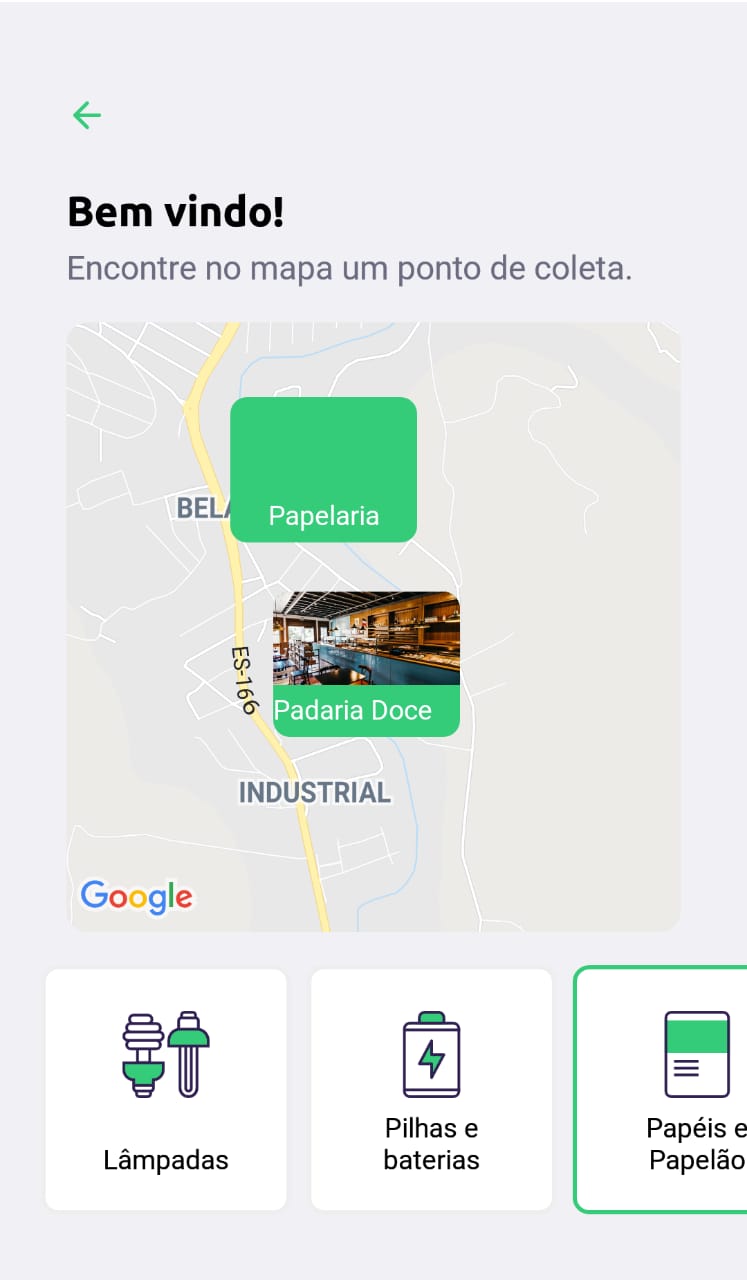 Bem vindo!
Encontre no mapa um ponto de coleta.
BELA
Papelaria
ES-166
Padaria Doce
INDUSTRIAL
Google
Lâmpadas
Pilhas e
baterias
Papéis e
Papelão